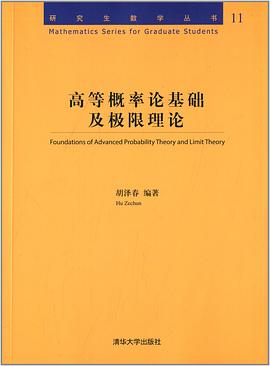 研究生数学丛书 11
Mathematics Series for Graduate Students
高等概率论基础
及极限理论
Foundations of Advanced Probability Theory and Limit Theory
胡泽春 编著
Hu Zechun
清华大学出版社